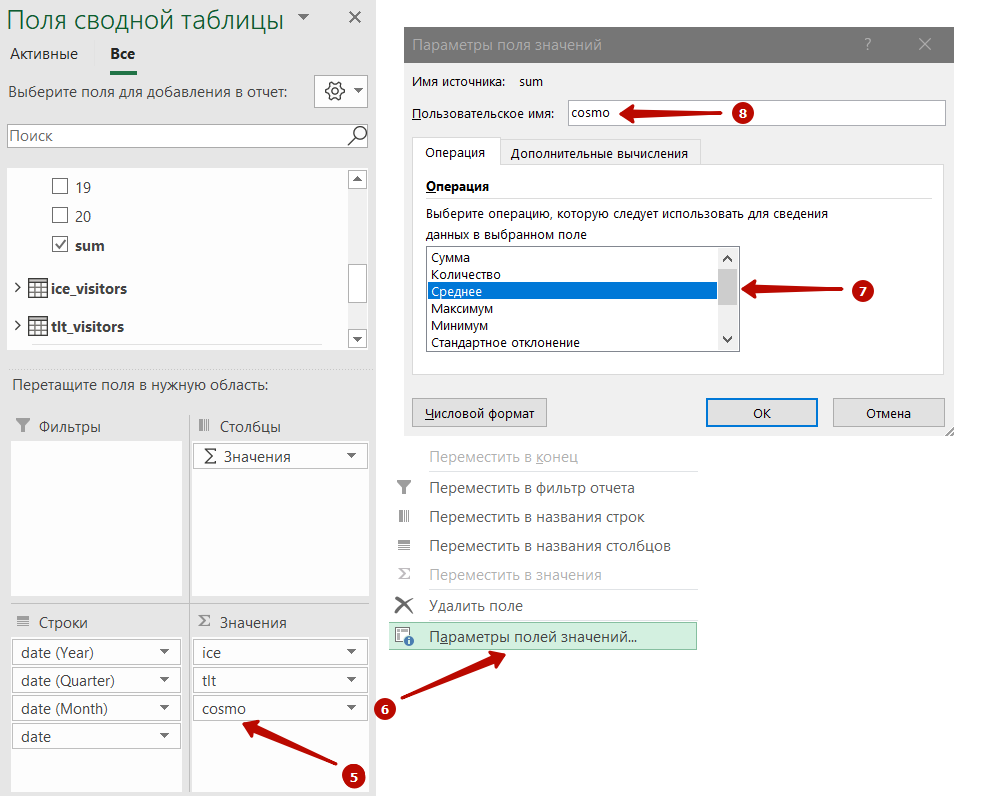 Поля сводной таблицы
Активные Все
Выберите поля для добавления в отчет:
Поиск
19
20
sum
ice_visitors
tlt_visitors
Перетащите поля в нужную область:
Фильтры
Столбцы
Значения
Строки
date (Year)
date (Quarter)
date (Month)
date
Значения
ice
tlt
cosmo
5
Параметры поля значений ?
Имя источника: sum
Пользовательское имя: cosmo
8
Операция Дополнительные вычисления
Операция
Выберите операцию, которую следует использовать для сведения
данных в выбранном поле
Сумма
Количество
Среднее
Максимум
Минимум
Стандартное отклонение
7
Числовой формат ОК Отмена
Переместить в конец
Переместить в фильтр отчета
Переместить в названия строк
Переместить в названия столбцов
Переместить в значения
Удалить поле
Параметры полей значений...
6